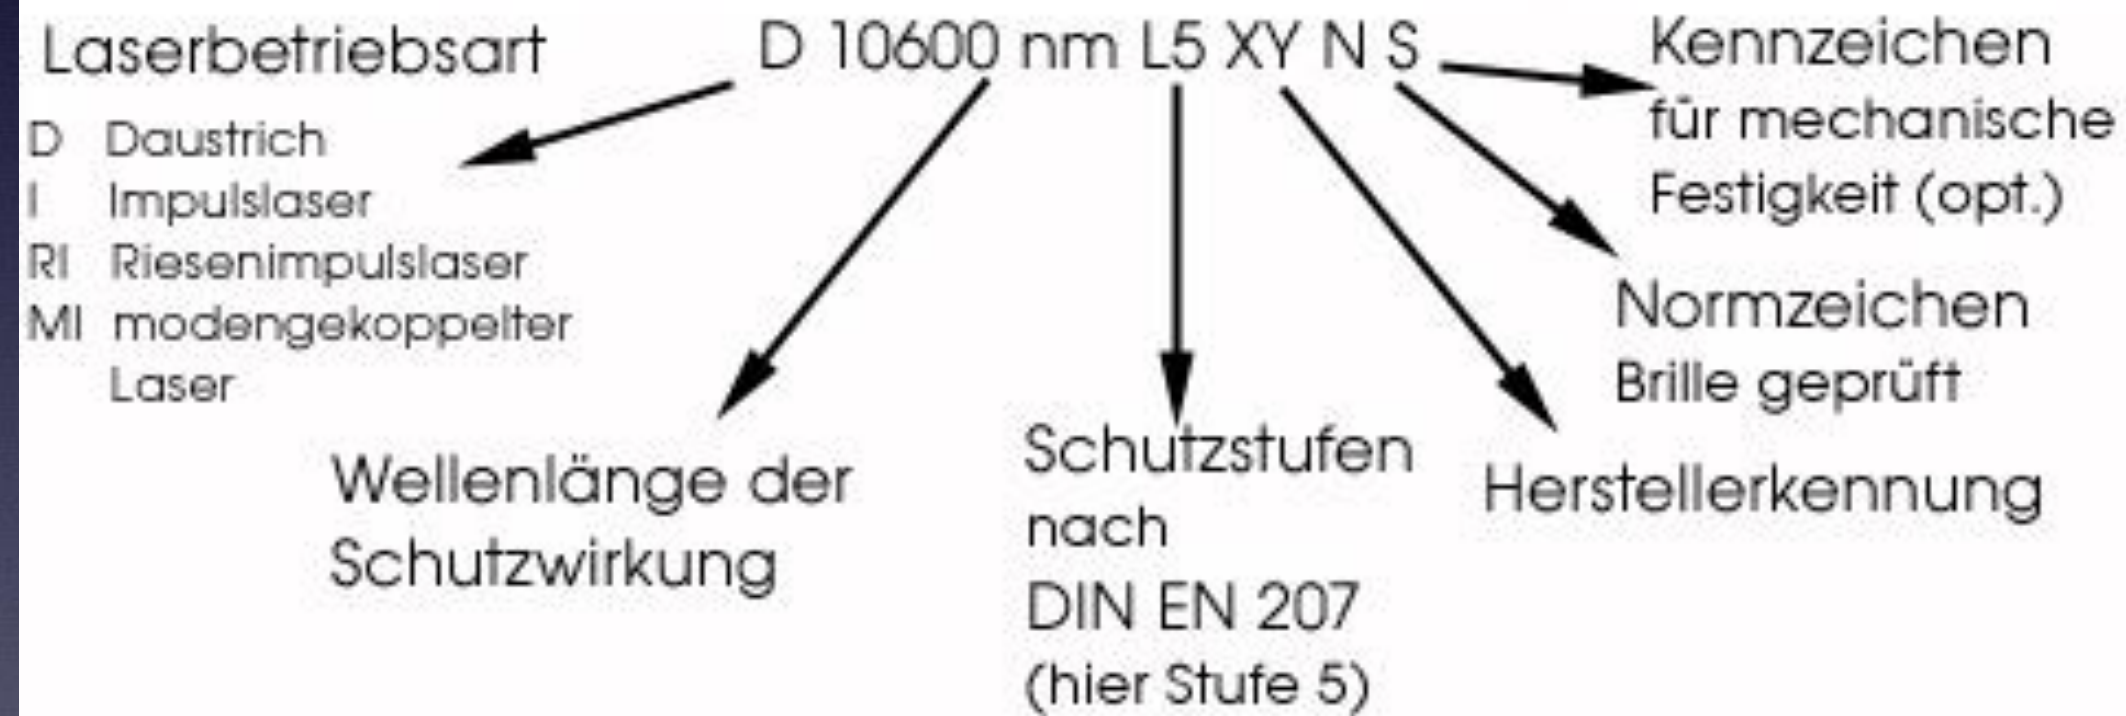 D 10600 nm L5 XY N S
Laserbetriebsart
D Daustrich
I Impulslaser
RI Riesenimpulslaser
MI modengekoppelter
Laser
Wellenlänge der
Schutzwirkung
Schutzstufen
nach
DIN EN 207
(hier Stufe 5)
Herstellerkennung
Normzeichen
Brille geprüft
Kennzeichen
für mechanische
Festigkeit (opt.)